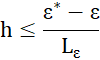 h ≤ (ε* − ε) / L_ε